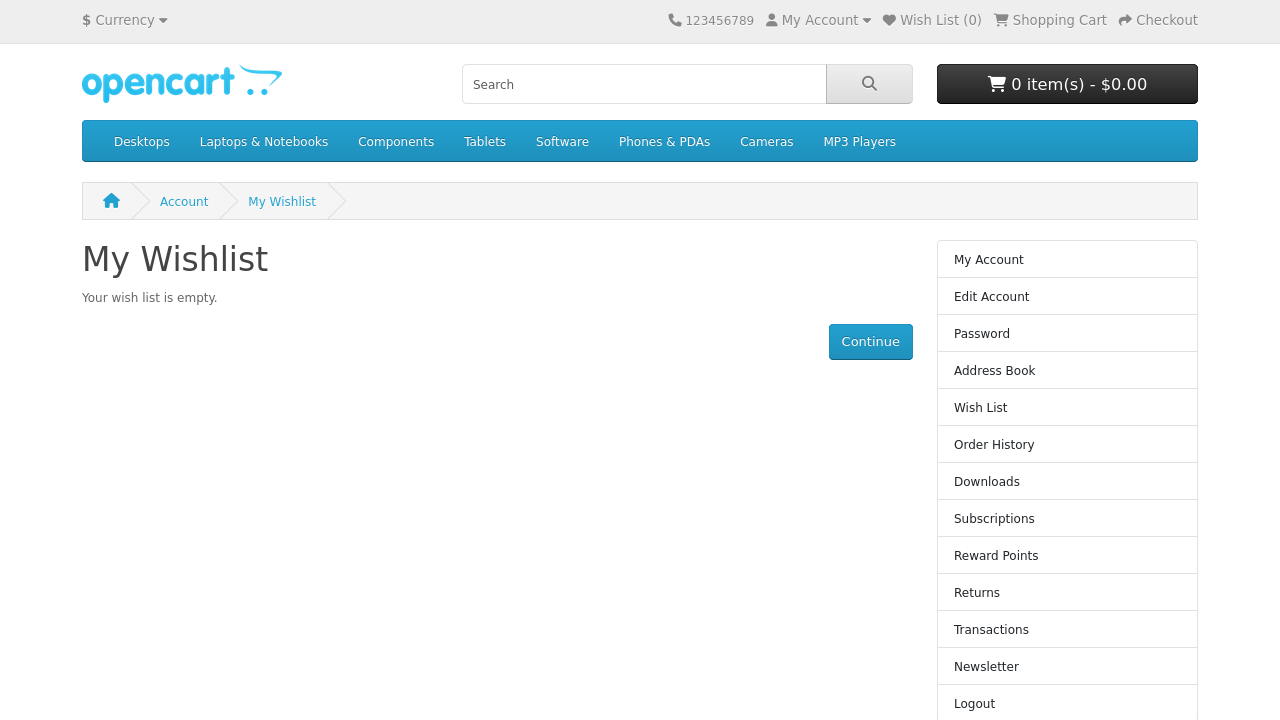 $ Currency
123456789 My Account Wish List (0) Shopping Cart Checkout
opencart
Search
0 item(s) - $0.00
Desktops Laptops & Notebooks Components Tablets Software Phones & PDAs Cameras MP3 Players
Account My Wishlist
My Wishlist
Your wish list is empty.
Continue
My Account
Edit Account
Password
Address Book
Wish List
Order History
Downloads
Subscriptions
Reward Points
Returns
Transactions
Newsletter
Logout